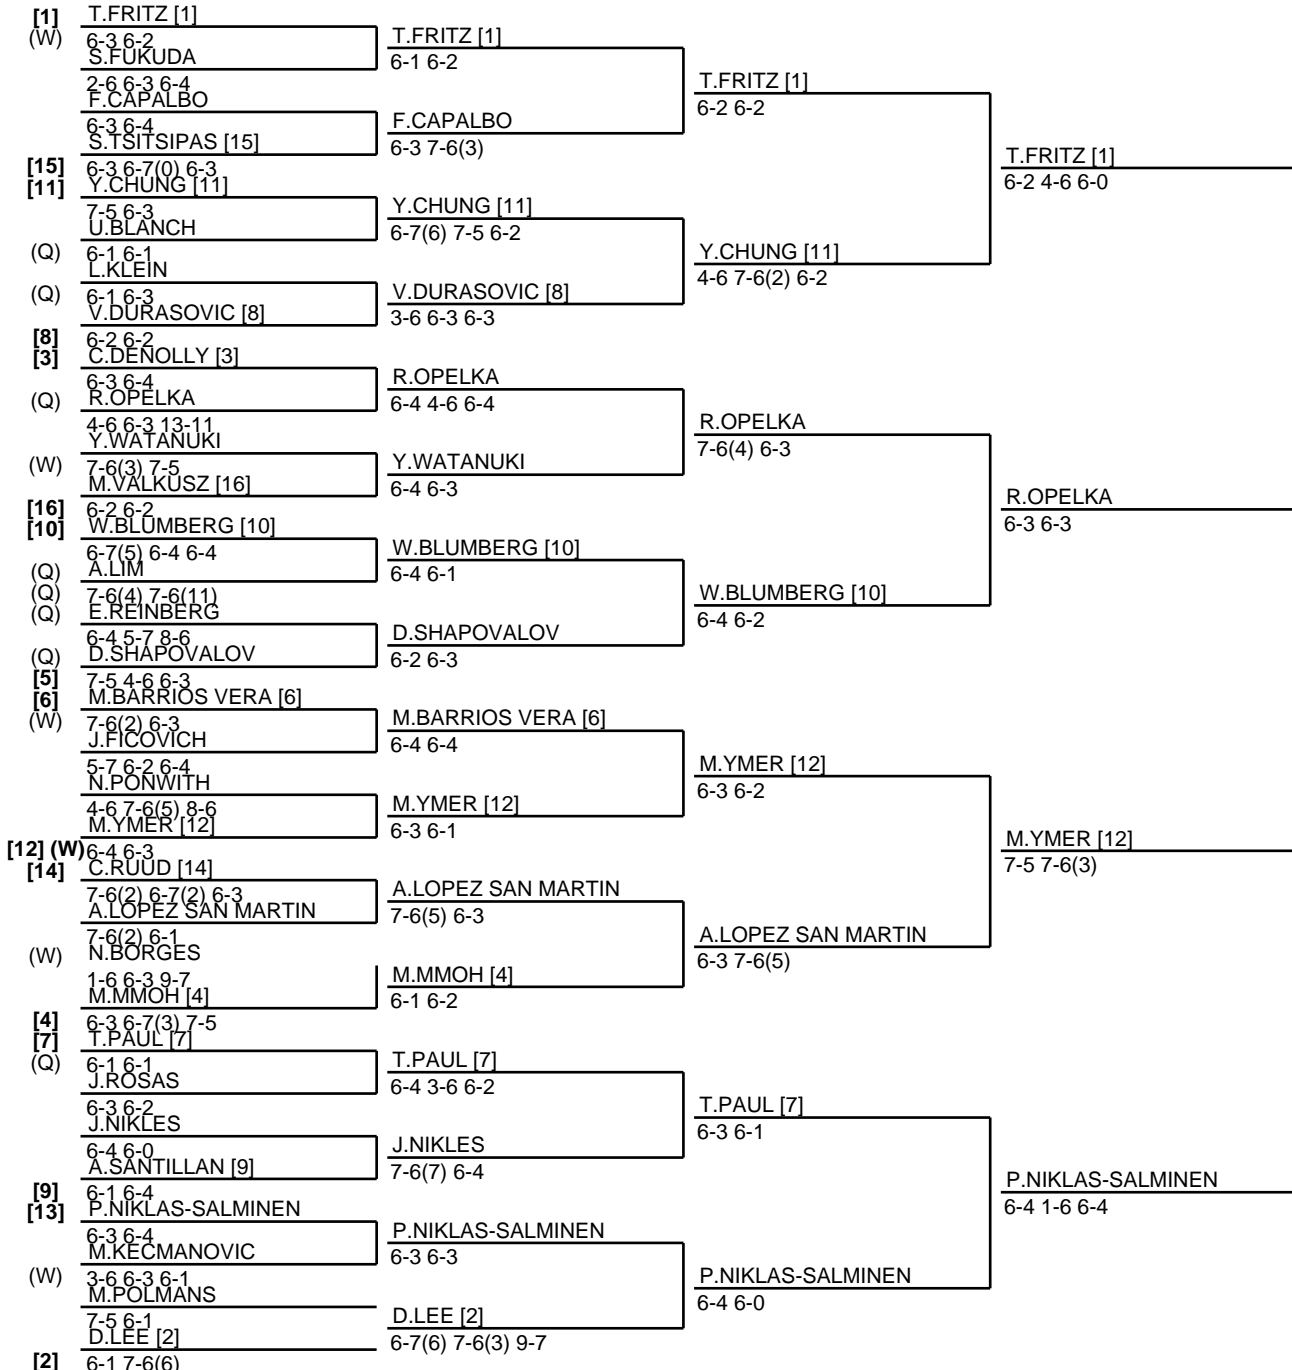 [1] T.FRITZ [1]
(W) 6-3 6-2
S.FUKUDA
2-6 6-3 6-4
F.CAPALBO
6-3 6-4
S.TSITSIPAS [15]
[15] 6-3 6-7(0) 6-3
[11] Y.CHUNG [11]
7-5 6-3
U.BLANCH
(Q) 6-1 6-1
L.KLEIN
(Q) 6-1 6-3
V.DURASOVIC [8]
[8] 6-2 6-2
[3] C.DENOLLY [3]
6-3 6-4
(Q) R.OPELKA
4-6 6-3 13-11
Y.WATANUKI
(W) 7-6(3) 7-5
M.VALKUSZ [16]
[16] 6-2 6-2
[10] W.BLUMBERG [10]
6-7(5) 6-4 6-4
(Q) A.LIM
(Q) 7-6(4) 7-6(11)
(Q) E.REINBERG
6-4 5-7 8-6
(Q) D.SHAPOVALOV
[5] 7-5 4-6 6-3
[6] M.BARRIOS VERA [6]
(W) 7-6(2) 6-3
J.FICOVICH
5-7 6-2 6-4
N.PONWITH
4-6 7-6(5) 8-6
M.YMER [12]
[12] (W) 6-4 6-3
[14] C.RUUD [14]
7-6(2) 6-7(2) 6-3
A.LOPEZ SAN MARTIN
7-6(2) 6-1
(W) N.BORGES
1-6 6-3 9-7
M.MMOH [4]
[4] 6-3 6-7(3) 7-5
[7] T.PAUL [7]
(Q) 6-1 6-1
J.ROSAS
6-3 6-2
J.NIKLES
6-4 6-0
A.SANTILLAN [9]
[9] 6-1 6-4
[13] P.NIKLAS-SALMINEN
6-3 6-4
M.KECMANOVIC
(W) 3-6 6-3 6-1
M.POLMANS
7-5 6-1
D.LEE [2]
[2] 6-1 7-6(6)
T.FRITZ [1]
6-1 6-2
F.CAPALBO
6-3 7-6(3)
Y.CHUNG [11]
6-7(6) 7-5 6-2
V.DURASOVIC [8]
3-6 6-3 6-3
R.OPELKA
6-4 4-6 6-4
Y.WATANUKI
6-4 6-3
W.BLUMBERG [10]
6-4 6-1
D.SHAPOVALOV
6-2 6-3
M.BARRIOS VERA [6]
6-4 6-4
M.YMER [12]
6-3 6-1
A.LOPEZ SAN MARTIN
7-6(5) 6-3
M.MMOH [4]
6-1 6-2
T.PAUL [7]
6-4 3-6 6-2
J.NIKLES
7-6(7) 6-4
P.NIKLAS-SALMINEN
6-3 6-3
D.LEE [2]
6-7(6) 7-6(3) 9-7
T.FRITZ [1]
6-2 6-2
Y.CHUNG [11]
4-6 7-6(2) 6-2
R.OPELKA
7-6(4) 6-3
W.BLUMBERG [10]
6-4 6-2
M.YMER [12]
6-3 6-2
A.LOPEZ SAN MARTIN
6-3 7-6(5)
T.PAUL [7]
6-3 6-1
P.NIKLAS-SALMINEN
6-4 6-0
T.FRITZ [1]
6-2 4-6 6-0
R.OPELKA
6-3 6-3
M.YMER [12]
7-5 7-6(3)
P.NIKLAS-SALMINEN
6-4 1-6 6-4